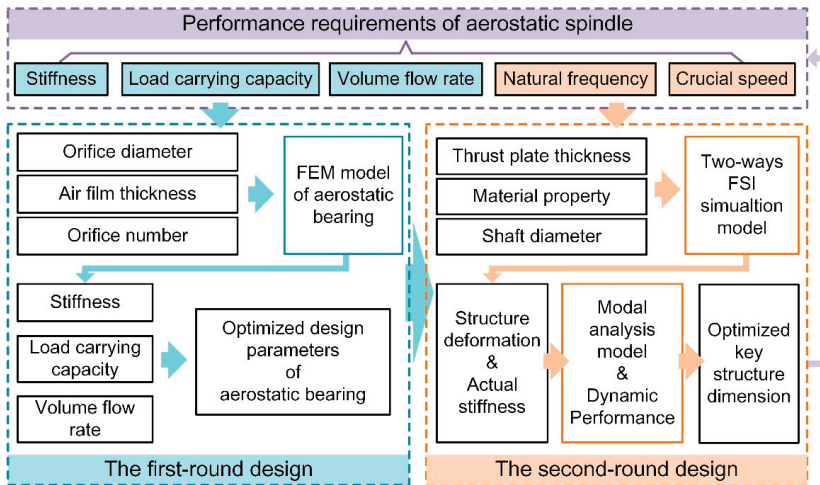 Performance requirements of aerostatic spindle
Stiffness
Load carrying capacity
Volume flow rate
Natural frequency
Crucial speed
Orifice diameter
Air film thickness
Orifice number
FEM model
of aerostatic
bearing
Stiffness
Load carrying
capacity
Volume flow
rate
Optimized design
parameters
of
aerostatic bearing
The first-round design
Thrust plate thickness
Material property
Shaft diameter
Two-ways
FSI
simualtion
model
Structure
deformation
&
Actual
stiffness
Modal
analysis
model
&
Dynamic
Performance
Optimized
key
structure
dimension
The second-round design